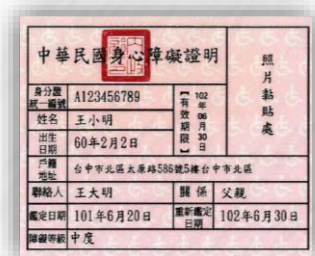 中華民國身心障礙證明
照片黏貼處
身分證統一編號 A123456789
【有效期限】 102年06月30日
姓名 王小明
出生日期 60年2月2日
戶籍地址 台中市北區太原路586號5樓台中市北區
聯絡人 王大明 關係 父親
鑑定日期 101年6月20日 重新鑑定日期 102年6月30日
障礙等級 中度